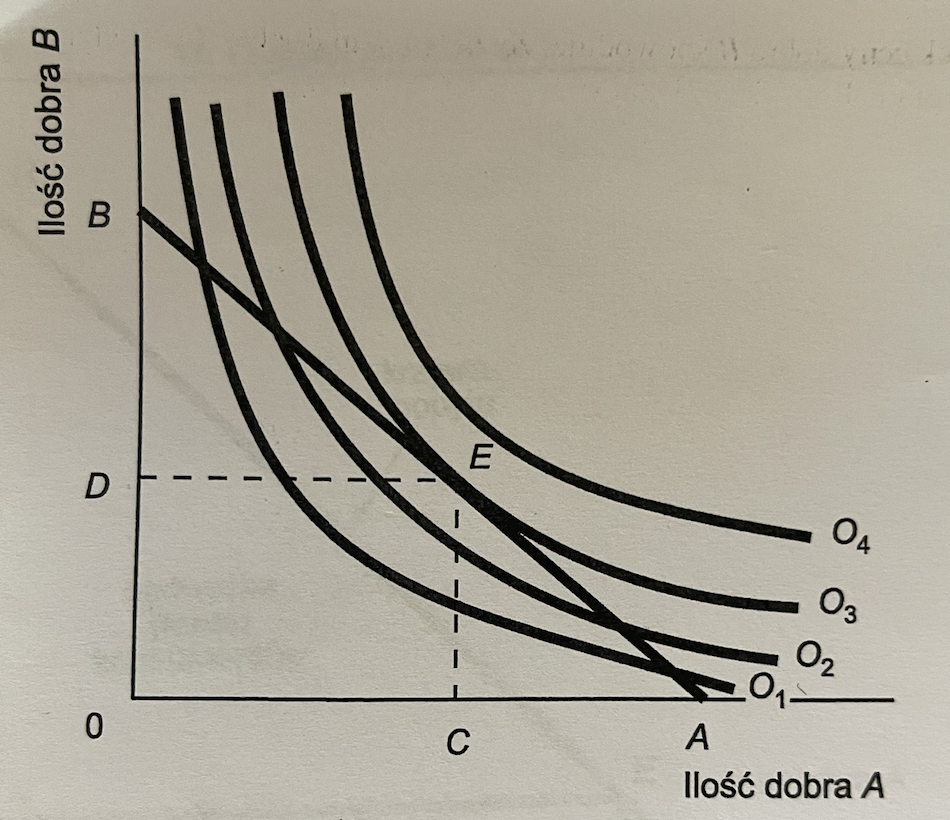 Ilość dobra B
B
E
D
O4
O3
O2
O1
0
C
A
Ilość dobra A